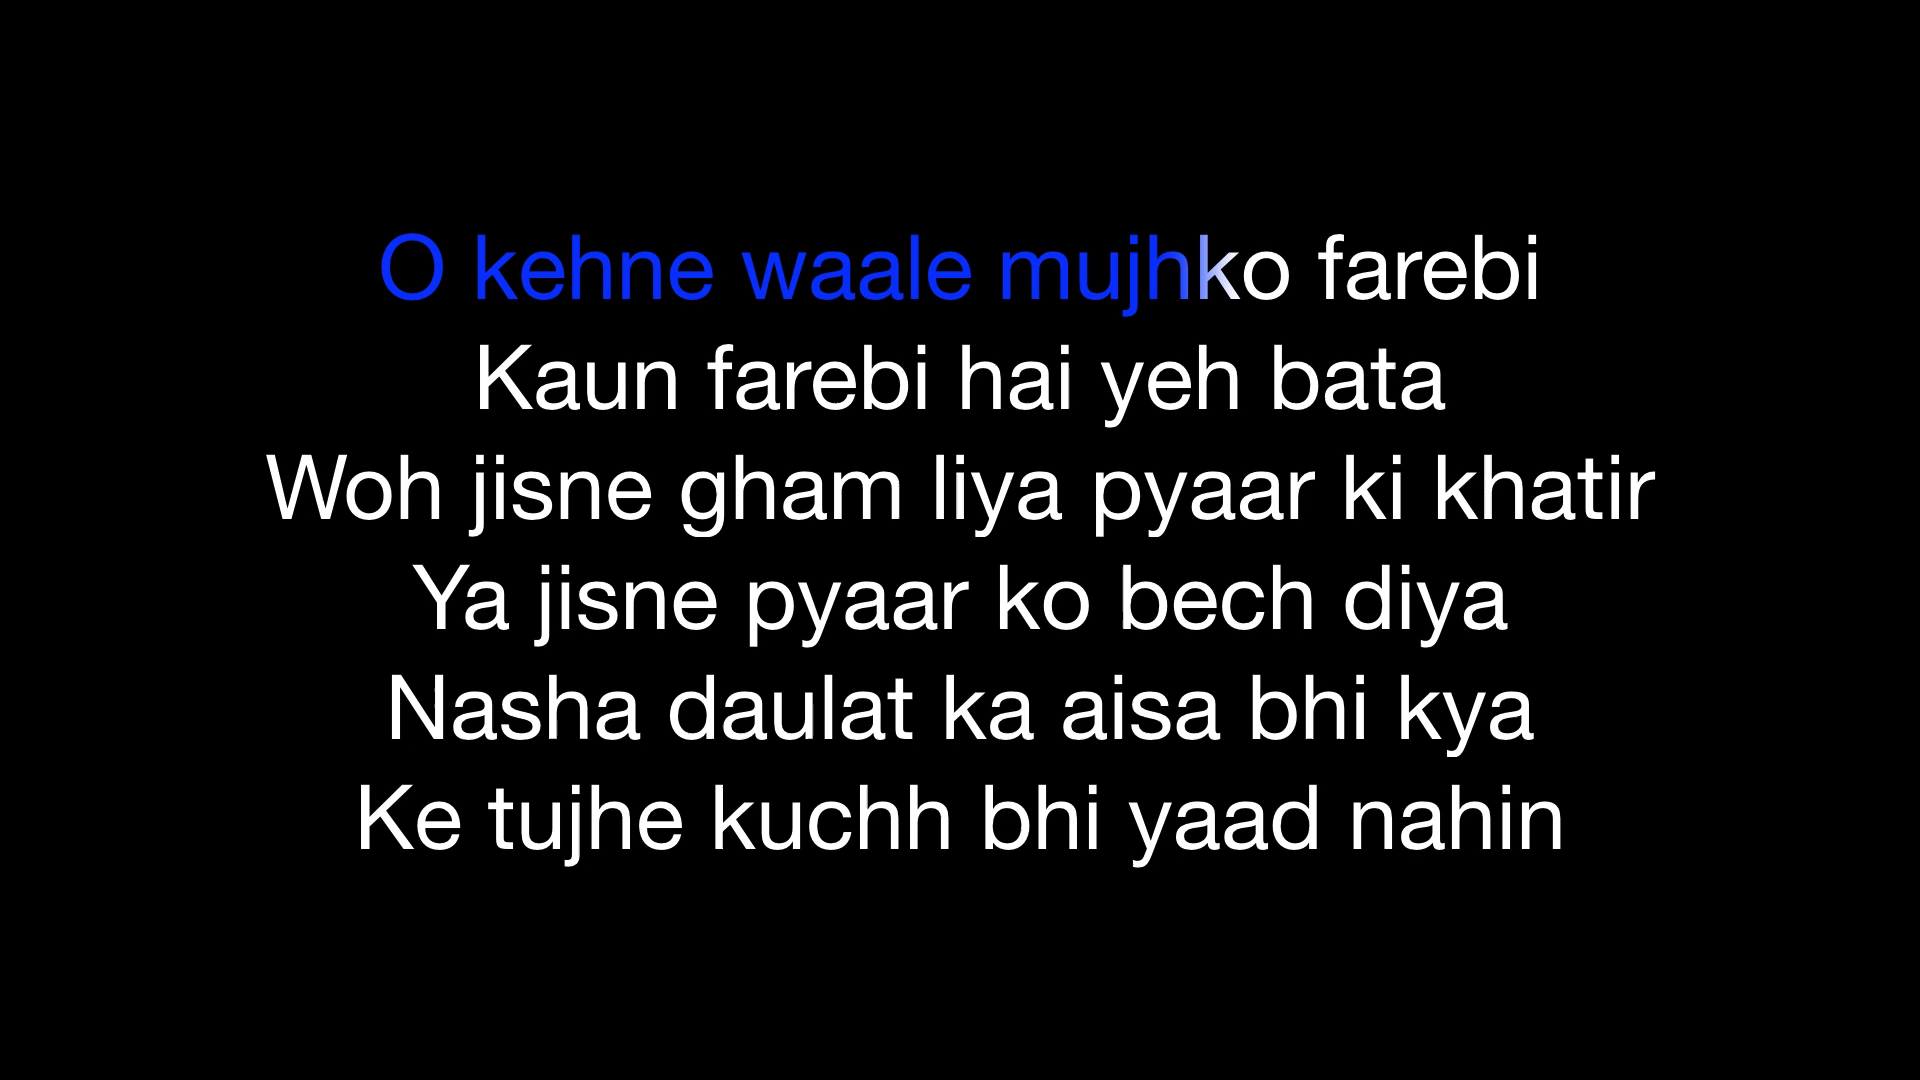 O kehne waale mujhko farebi
Kaun farebi hai yeh bata
Woh jisne gham liya pyaar ki khatir
Ya jisne pyaar ko bech diya
Nasha daulat ka aisa bhi kya
Ke tujhe kuchh bhi yaad nahin